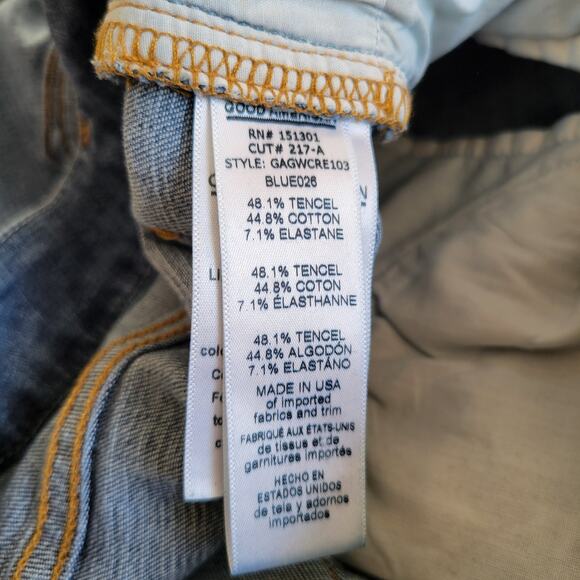 GOOD AMERICAN
RN# 151301
CUT# 217-A
STYLE: GAGWCRE103
BLUE026
48.1% TENCEL
44.8% COTTON
7.1% ELASTANE
48.1% TENCEL
44.8% COTON
7.1% ÉLASTHANNE
48.1% TENCEL
44.8% ALGODÓN
7.1% ELASTÁNO
MADE IN USA
of imported
fabrics and trim
FABRIQUÉ AUX ÉTATS-UNIS
de tissus et de
garnitures importés
HECHO EN
ESTADOS UNIDOS
de tela y adornos
importados